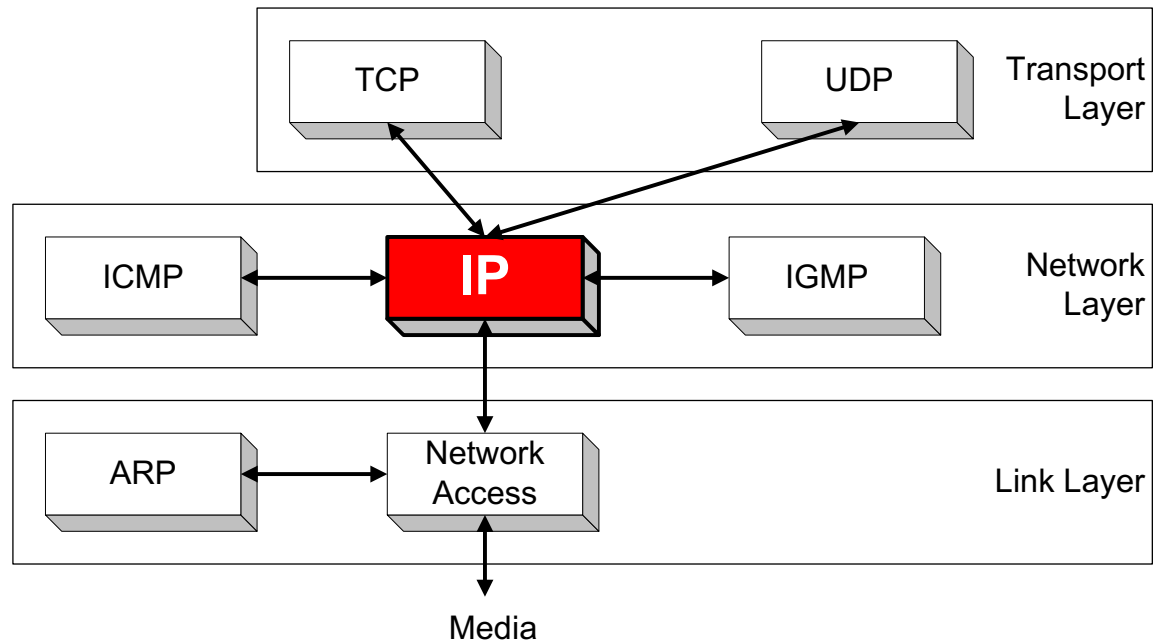 TCP
UDP
Transport
Layer
ICMP
IP
IGMP
Network
Layer
ARP
Network
Access
Link Layer
Media